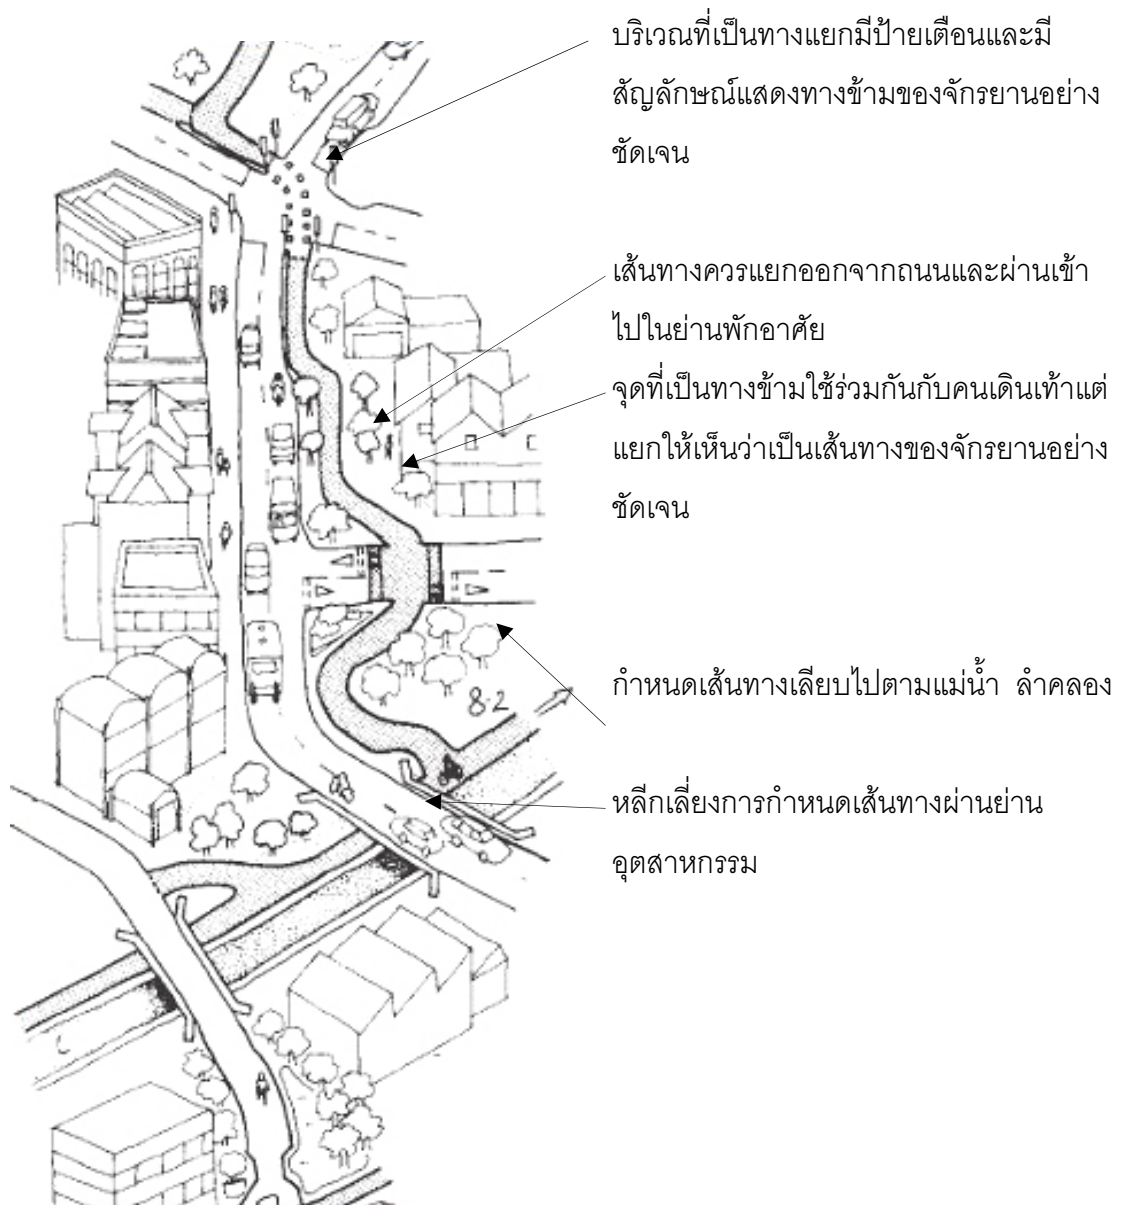 บริเวณที่เป็นทางแยกมีป้ายเตือนและมี
สัญลักษณ์แสดงทางข้ามของจักรยานอย่าง
ชัดเจน
เส้นทางควรแยกออกจากถนนและผ่านเข้า
ไปในย่านพักอาศัย
จุดที่เป็นทางข้ามใช้ร่วมกันกับคนเดินเท้าแต่
แยกให้เห็นว่าเป็นเส้นทางของจักรยานอย่าง
ชัดเจน
กำหนดเส้นทางเลียบไปตามแม่น้ำ ลำคลอง
8·2
หลีกเลี่ยงการกำหนดเส้นทางผ่านย่าน
อุตสาหกรรม